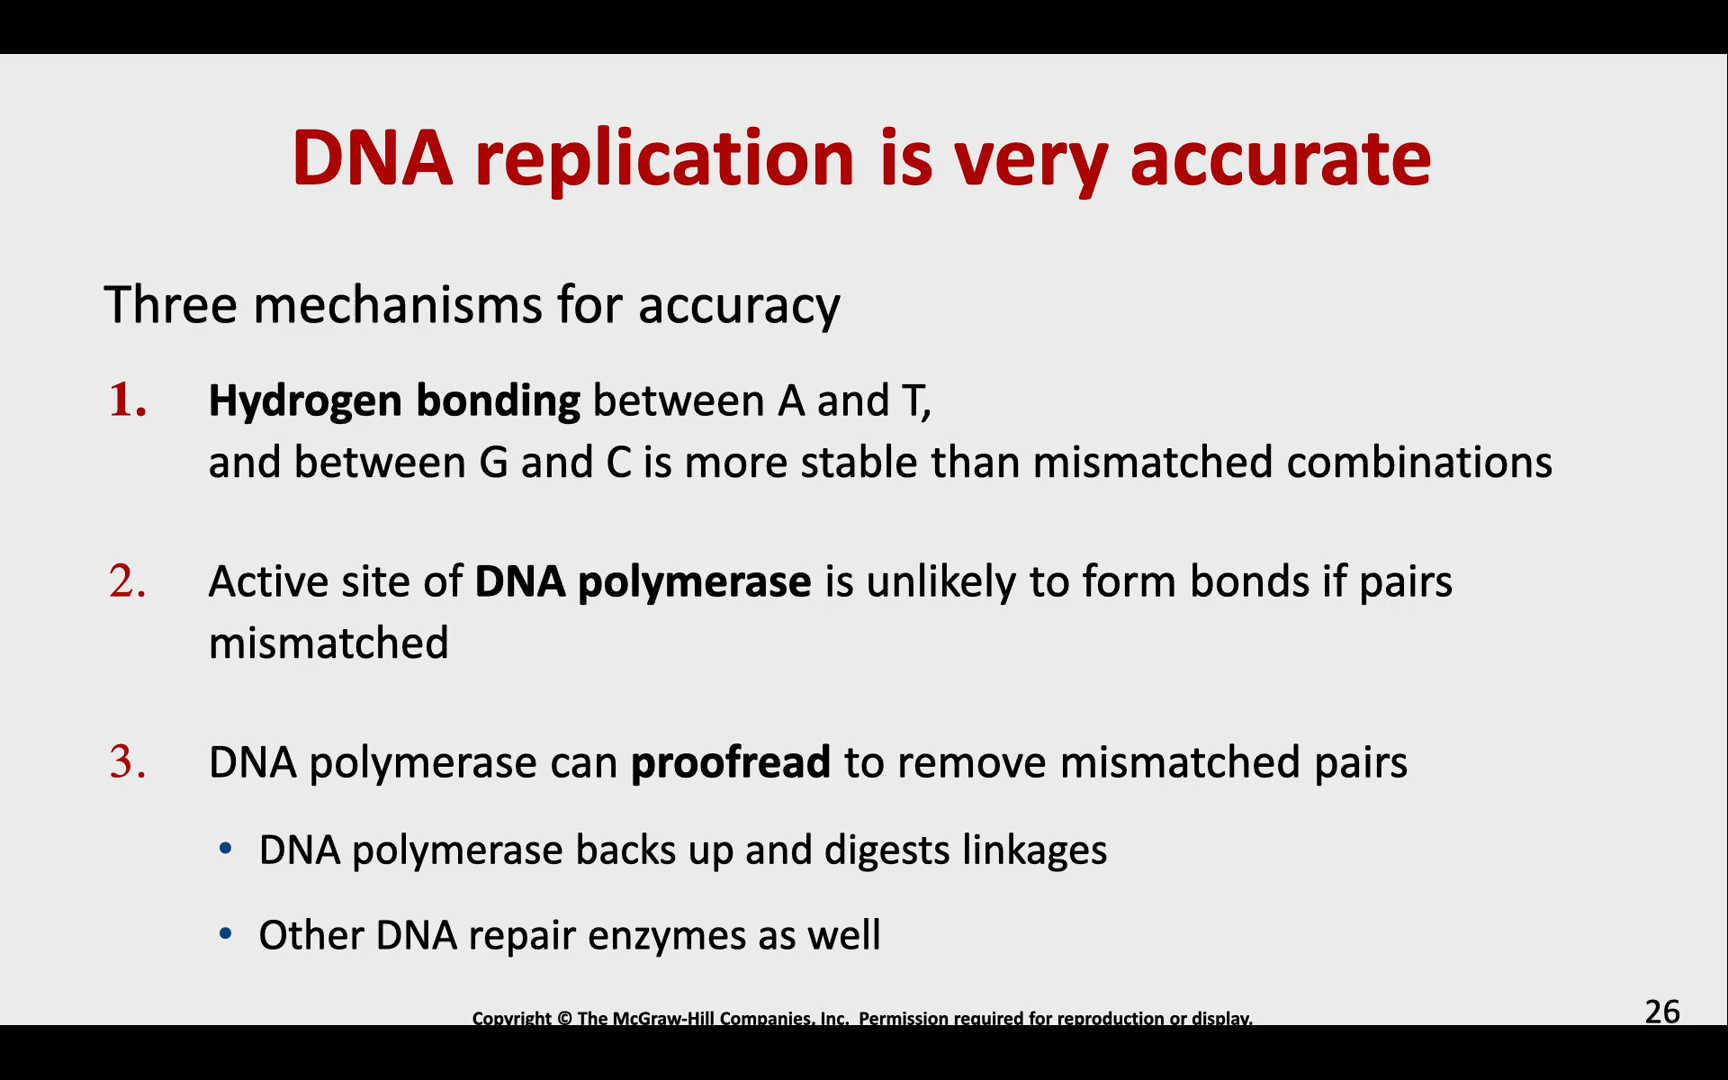 DNA replication is very accurate
Three mechanisms for accuracy
1. Hydrogen bonding between A and T,
and between G and C is more stable than mismatched combinations
2. Active site of DNA polymerase is unlikely to form bonds if pairs
mismatched
3. DNA polymerase can proofread to remove mismatched pairs
• DNA polymerase backs up and digests linkages
• Other DNA repair enzymes as well
Copyright © The McGraw-Hill Companies, Inc. Permission required for reproduction or display.
26